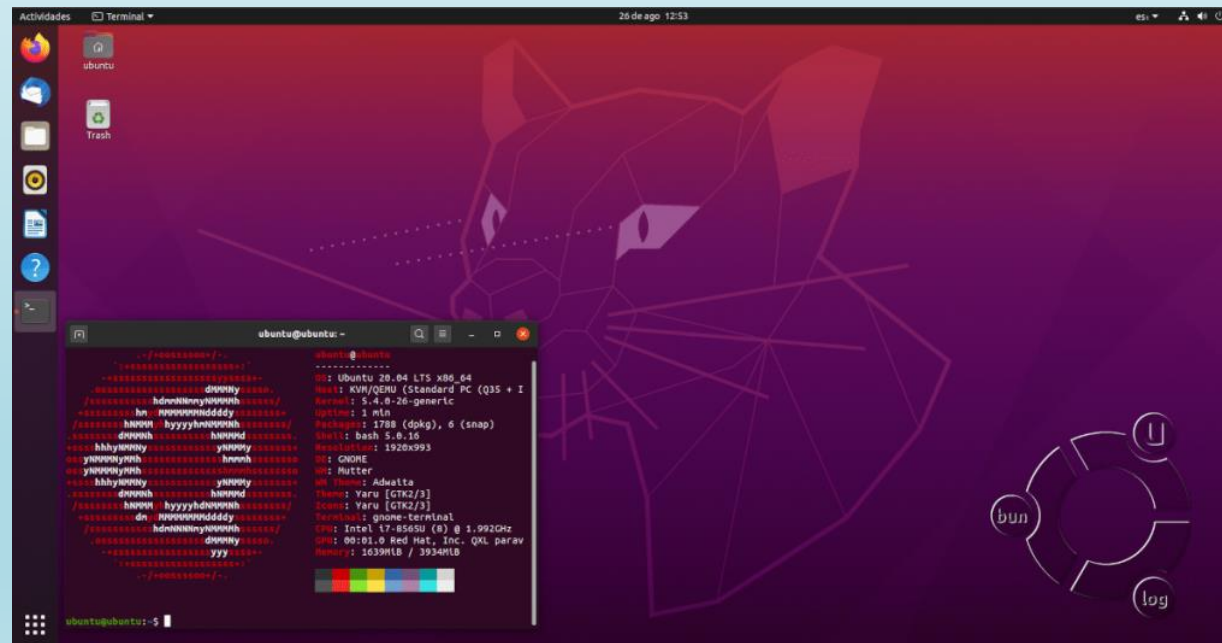 Actividades Terminal 26 de ago 12:53 es1
ubuntu
Trash
ubuntu@ubuntu: ~
ubuntu@ubuntu
-------------
OS: Ubuntu 20.04 LTS x86_64
Host: KVM/QEMU (Standard PC (Q35 + I
Kernel: 5.4.0-26-generic
Uptime: 1 min
Packages: 1788 (dpkg), 6 (snap)
Shell: bash 5.0.16
Resolution: 1920x993
DE: GNOME
WM: Mutter
WM Theme: Adwaita
Theme: Yaru [GTK2/3]
Icons: Yaru [GTK2/3]
Terminal: gnome-terminal
CPU: Intel i7-8565U (8) @ 1.992GHz
GPU: 00:01.0 Red Hat, Inc. QXL parav
Memory: 1639MiB / 3934MiB
ubuntu@ubuntu:~$
U
bun
log